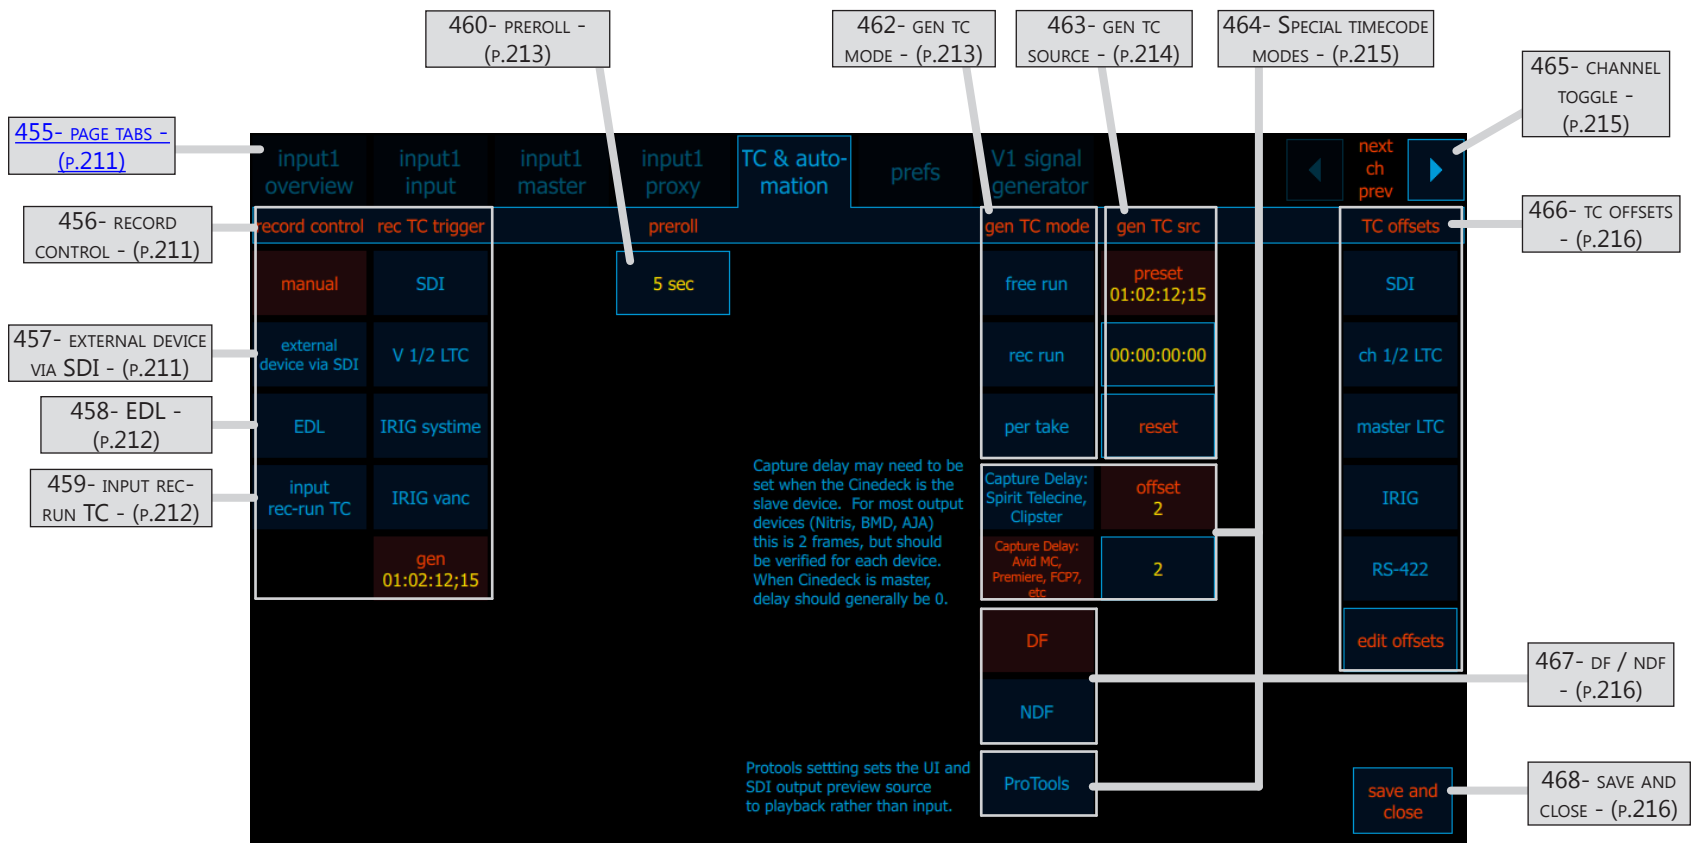 460- PREROLL -
(P.213)
462- GEN TC
MODE - (P.213)
463- GEN TC
SOURCE - (P.214)
464- SPECIAL TIMECODE
MODES - (P.215)
465- CHANNEL
TOGGLE -
(P.215)
455- PAGE TABS -
(P.211)
456- RECORD
CONTROL - (P.211)
457- EXTERNAL DEVICE
VIA SDI - (P.211)
458- EDL -
(P.212)
459- INPUT REC-
RUN TC - (P.212)
466- TC OFFSETS
- (P.216)
467- DF / NDF
- (P.216)
468- SAVE AND
CLOSE - (P.216)
input1
overview
input1
input
input1
master
input1
proxy
TC & auto-
mation
prefs
V1 signal
generator
next
ch
prev
record control
rec TC trigger
preroll
gen TC mode
gen TC src
TC offsets
manual
SDI
5 sec
free run
preset
01:02:12;15
SDI
external
device via SDI
V 1/2 LTC
rec run
00:00:00:00
ch 1/2 LTC
EDL
IRIG systime
per take
reset
master LTC
input
rec-run TC
IRIG vanc
Capture delay may need to be
set when the Cinedeck is the
slave device. For most output
devices (Nitris, BMD, AJA)
this is 2 frames, but should
be verified for each device.
When Cinedeck is master,
delay should generally be 0.
Capture Delay:
Spirit Telecine,
Clipster
offset
2
IRIG
gen
01:02:12;15
Capture Delay:
Avid MC,
Premiere, FCP7,
etc
2
RS-422
DF
edit offsets
NDF
Protools settting sets the UI and
SDI output preview source
to playback rather than input.
ProTools
save and
close